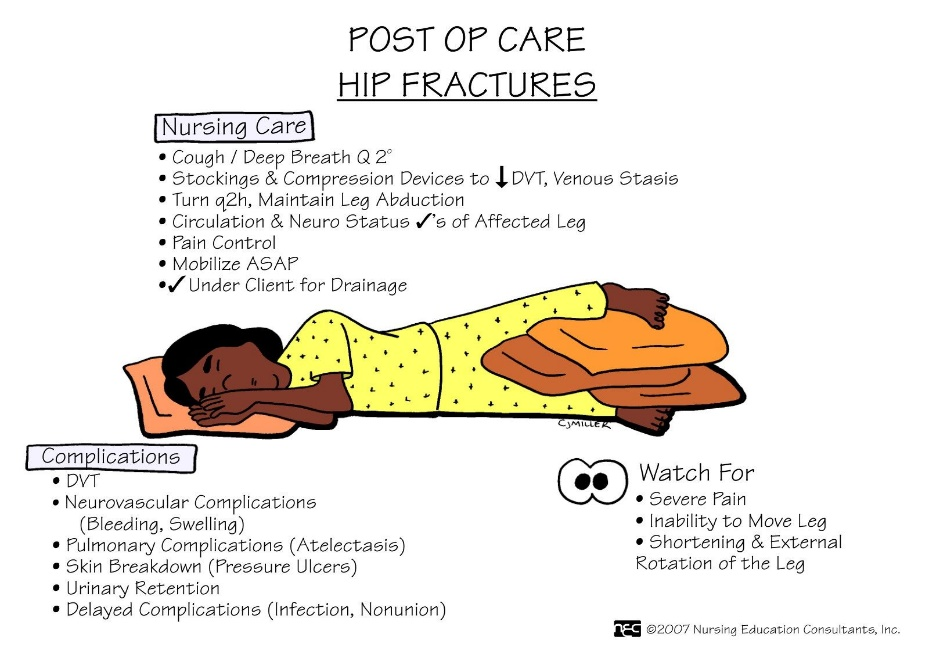 POST OP CARE
HIP FRACTURES
Nursing Care
• Cough / Deep Breath Q 2°
• Stockings & Compression Devices to ↓ DVT, Venous Stasis
• Turn q2h, Maintain Leg Abduction
• Circulation & Neuro Status ✓'s of Affected Leg
• Pain Control
• Mobilize ASAP
• ✓ Under Client for Drainage
CJMILLER
Complications
• DVT
• Neurovascular Complications
(Bleeding, Swelling)
• Pulmonary Complications (Atelectasis)
• Skin Breakdown (Pressure Ulcers)
• Urinary Retention
• Delayed Complications (Infection, Nonunion)
Watch For
• Severe Pain
• Inability to Move Leg
• Shortening & External
Rotation of the Leg
NEC ©2007 Nursing Education Consultants, Inc.